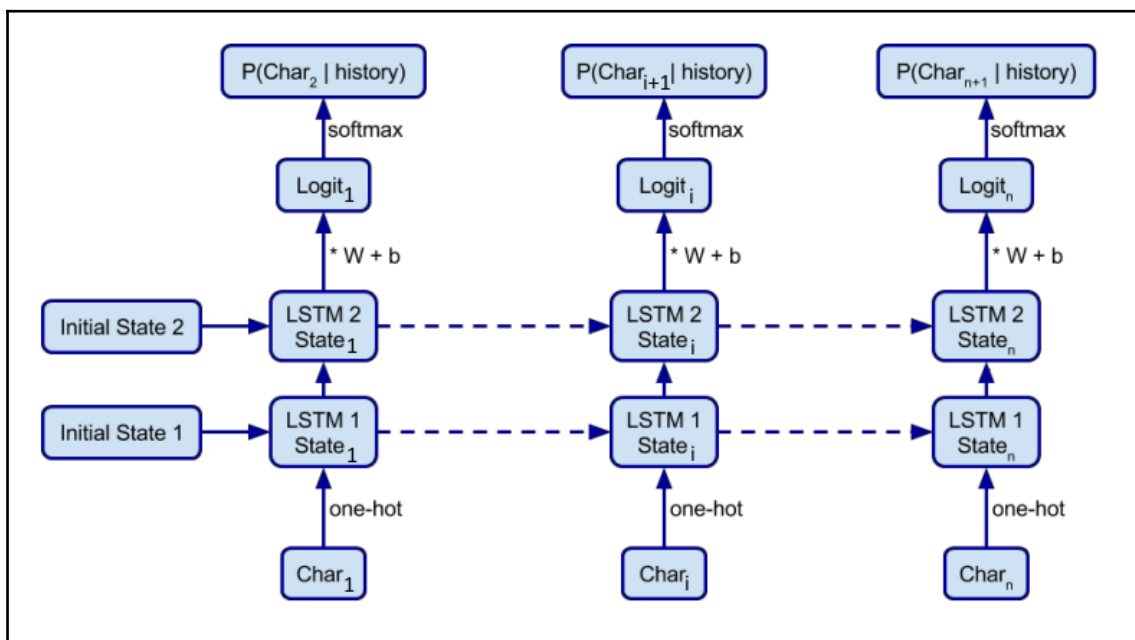 P(Char₂ | history)
P(Charᵢ₊₁ | history)
P(Charₙ₊₁ | history)
softmax
softmax
softmax
Logit₁
Logitᵢ
Logitₙ
* W + b
* W + b
* W + b
Initial State 2
LSTM 2
State₁
LSTM 2
Stateᵢ
LSTM 2
Stateₙ
Initial State 1
LSTM 1
State₁
LSTM 1
Stateᵢ
LSTM 1
Stateₙ
one-hot
one-hot
one-hot
Char₁
Charᵢ
Charₙ